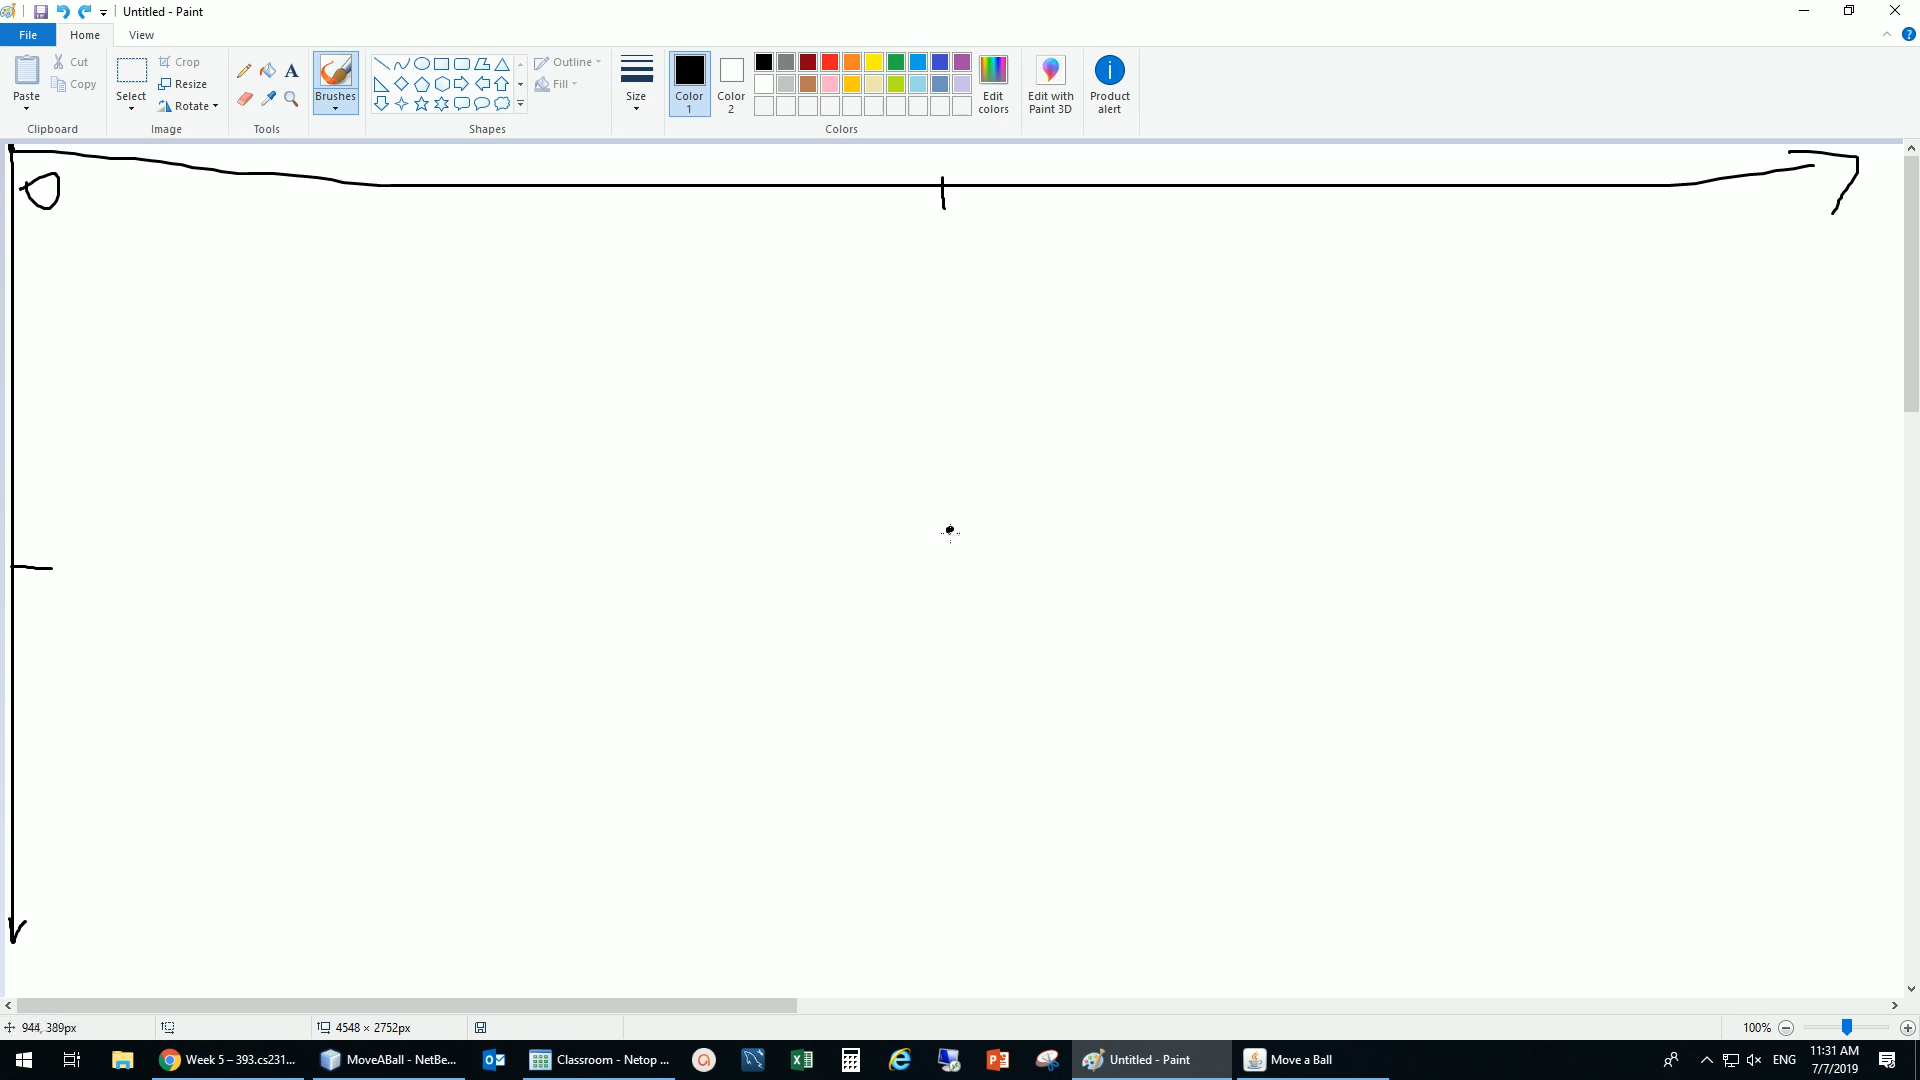 Untitled - Paint
File Home View
Paste
Cut
Copy
Clipboard
Select
Crop
Resize
Rotate
Image
A
Tools
Brushes
Shapes
Outline
Fill
Size
Color 1
Color 2
Colors
Edit colors
Edit with Paint 3D
Product alert
0
944, 389px
4548 × 2752px
100%
Week 5 – 393.cs231...
MoveABall - NetBe...
Classroom - Netop ...
Untitled - Paint
Move a Ball
ENG
11:31 AM
7/7/2019